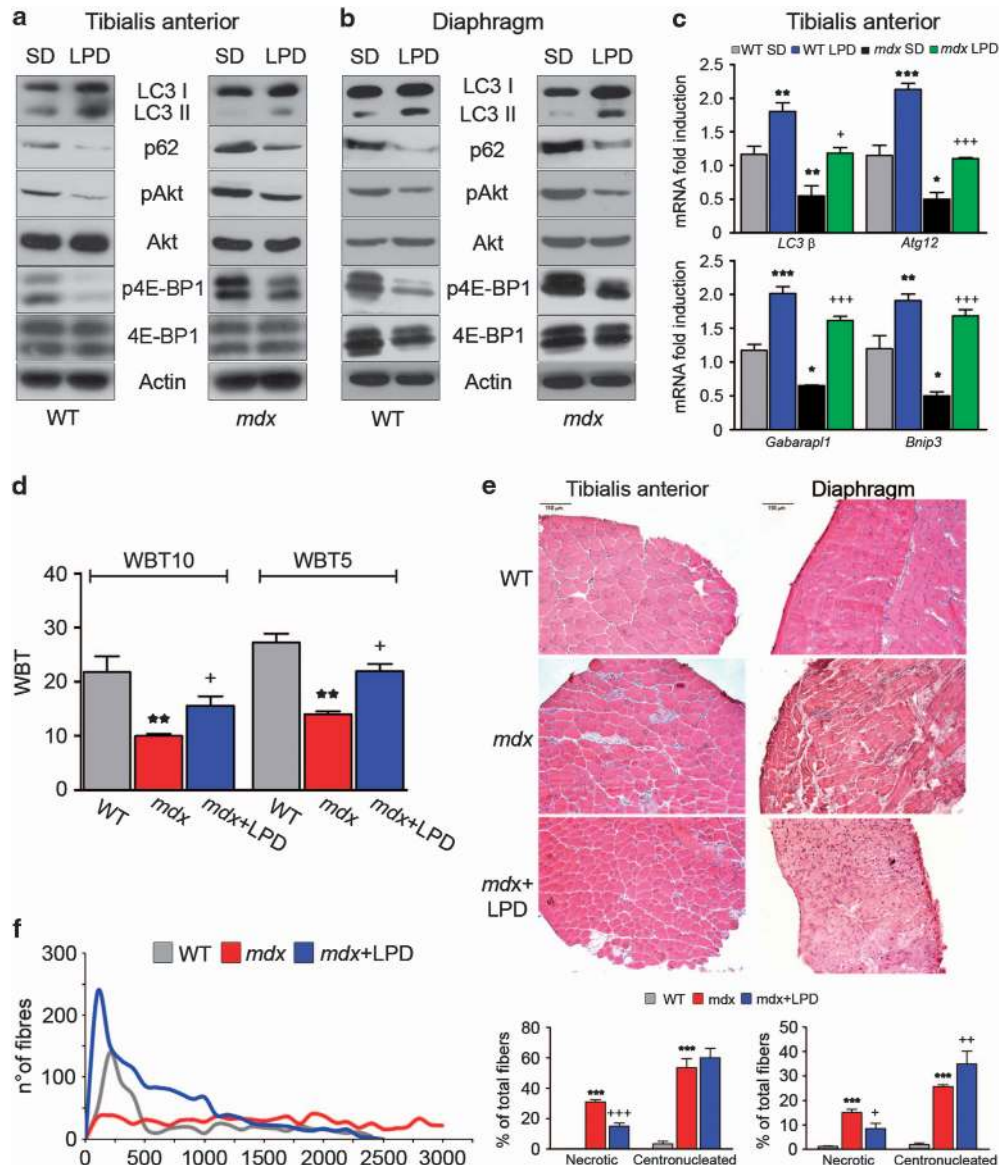 a Tibialis anterior
SD LPD SD LPD
LC3 I
LC3 II
p62
pAkt
Akt
p4E-BP1
4E-BP1
Actin
WT mdx
b Diaphragm
SD LPD SD LPD
LC3 I
LC3 II
p62
pAkt
Akt
p4E-BP1
4E-BP1
Actin
WT mdx
c Tibialis anterior
WT SD WT LPD mdx SD mdx LPD
mRNA fold induction
2.5
2.0
1.5
1.0
0.5
0
** ** + *** * +++
LC3 β Atg12
mRNA fold induction
2.5
2.0
1.5
1.0
0.5
0
*** * +++ ** * +++
Gabarapl1 Bnip3
d
WBT10 WBT5
WBT
40
30
20
10
0
** + ** +
WT mdx mdx+LPD WT mdx mdx+LPD
e
Tibialis anterior Diaphragm
WT
mdx
mdx+
LPD
WT mdx mdx+LPD
% of total fibers
80
60
40
20
0
*** +++ ***
Necrotic Centronucleated
% of total fibers
50
40
30
20
10
0
*** + *** ++
Necrotic Centronucleated
f
WT mdx mdx+LPD
n°of fibres
300
200
100
0
0 500 1000 1500 2000 2500 3000